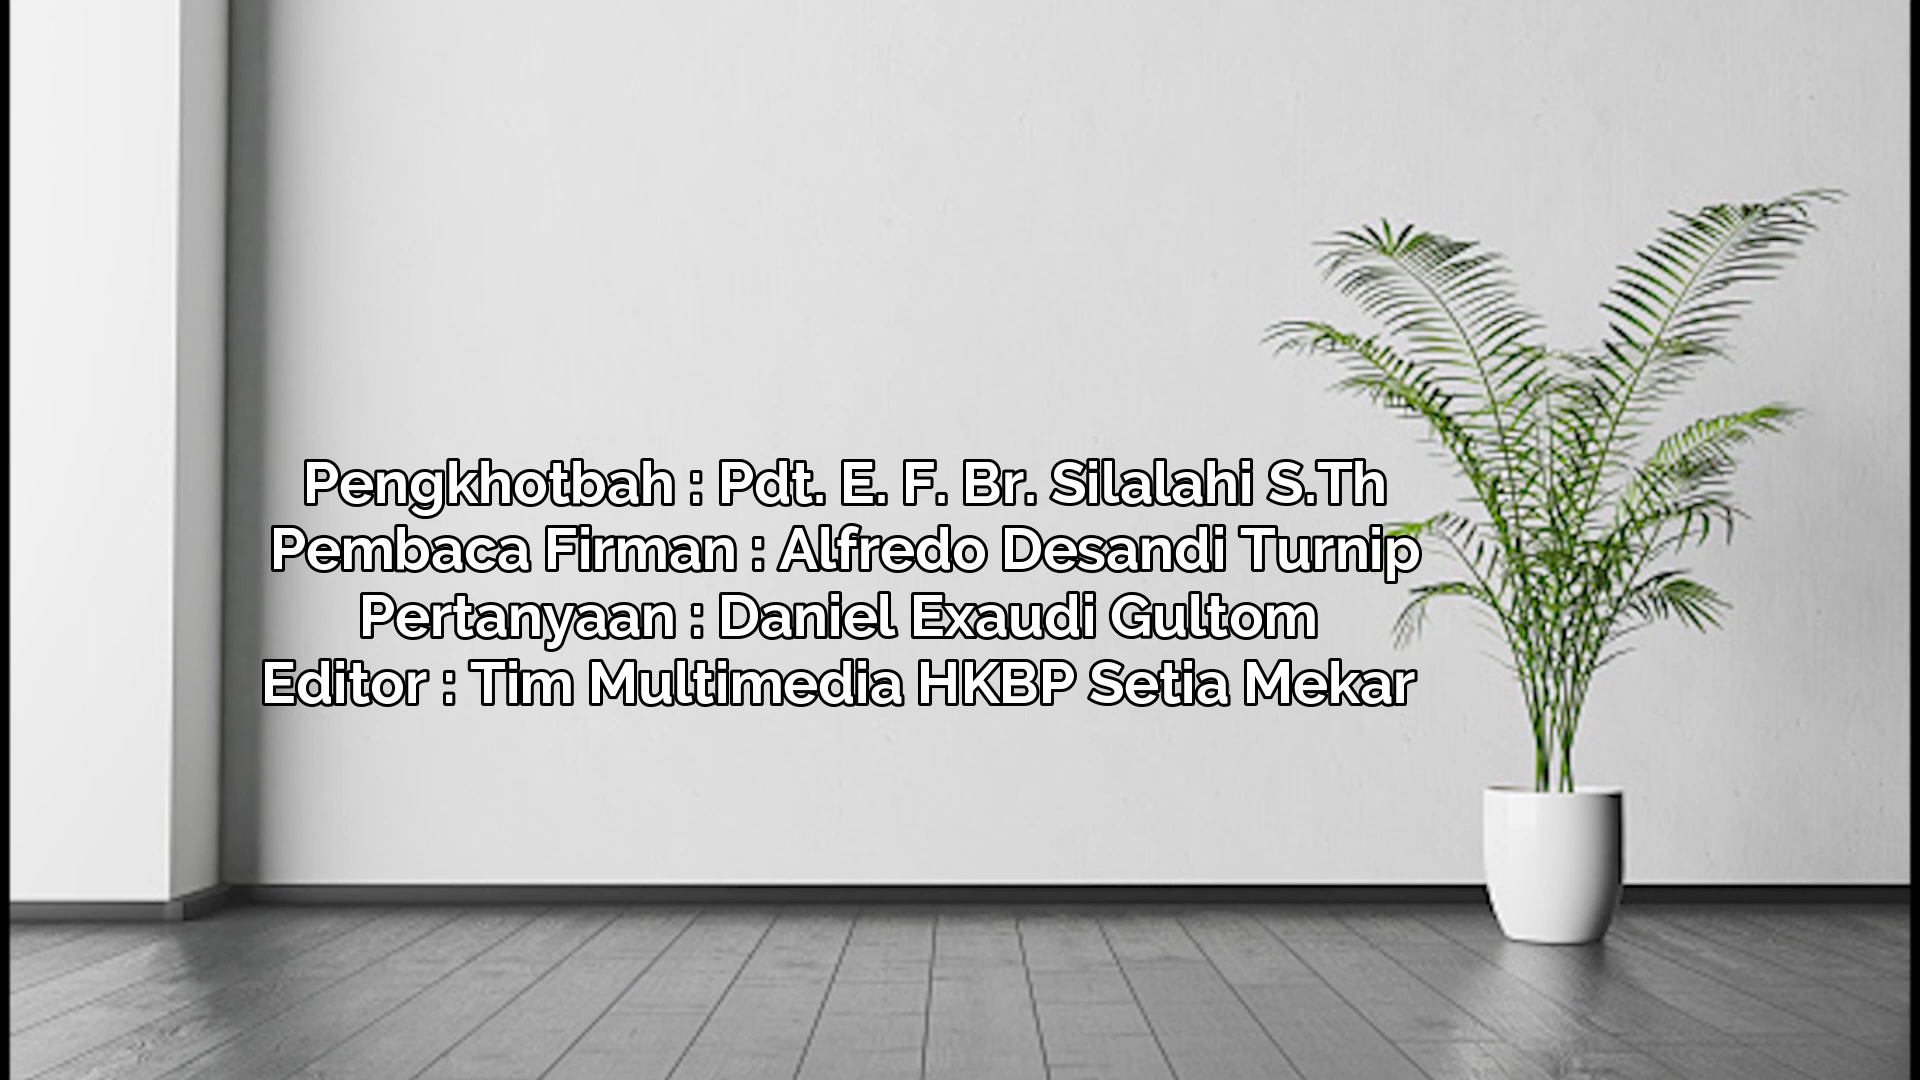 Pengkhotbah : Pdt. E. F. Br. Silalahi S.Th
Pembaca Firman : Alfredo Desandi Turnip
Pertanyaan : Daniel Exaudi Gultom
Editor : Tim Multimedia HKBP Setia Mekar